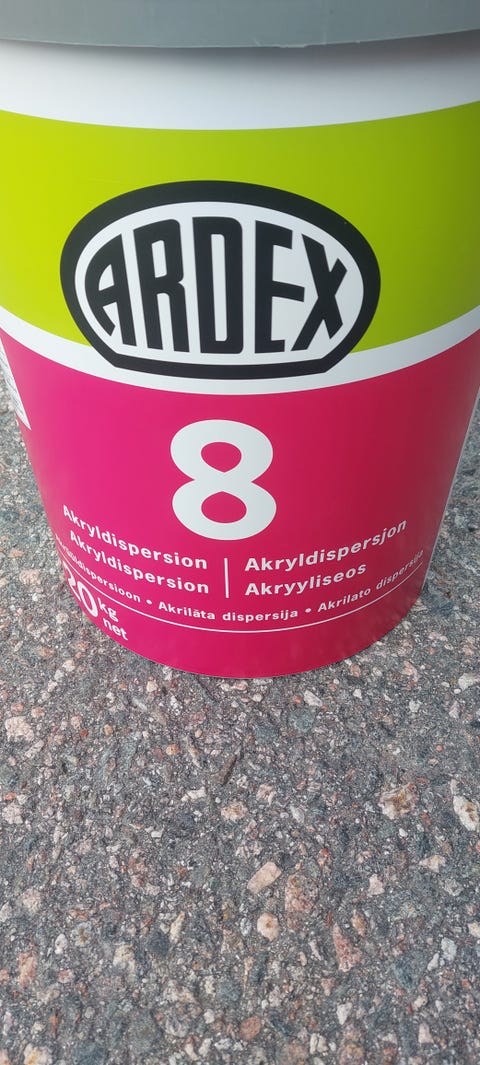 ARDEX
8
Akryldispersion | Akryldispersjon
Akryldispersion | Akryyliseos
• Akrilāta dispersija • Akrilato dispersija
kg
net